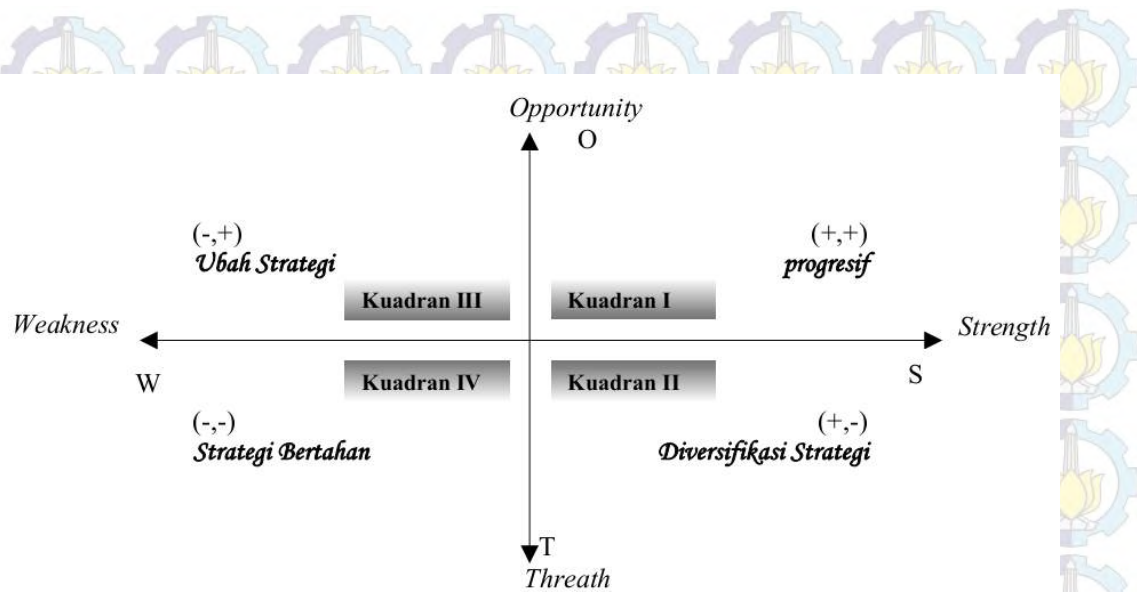 Opportunity
O
(-,+)
Ubah Strategi
(+,+)
progresif
Kuadran III
Kuadran I
Weakness
Strength
W
Kuadran IV
Kuadran II
S
(-,-)
Strategi Bertahan
(+,-)
Diversifikasi Strategi
T
Threath